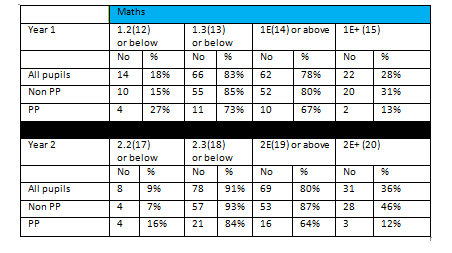 Maths
Year 1 1.2(12) or below 1.3(13) or below 1E(14) or above 1E+ (15)
No % No % No % No %
All pupils 14 18% 66 83% 62 78% 22 28%
Non PP 10 15% 55 85% 52 80% 20 31%
PP 4 27% 11 73% 10 67% 2 13%
Year 2 2.2(17) or below 2.3(18) or below 2E(19) or above 2E+ (20)
No % No % No % No %
All pupils 8 9% 78 91% 69 80% 31 36%
Non PP 4 7% 57 93% 53 87% 28 46%
PP 4 16% 21 84% 16 64% 3 12%